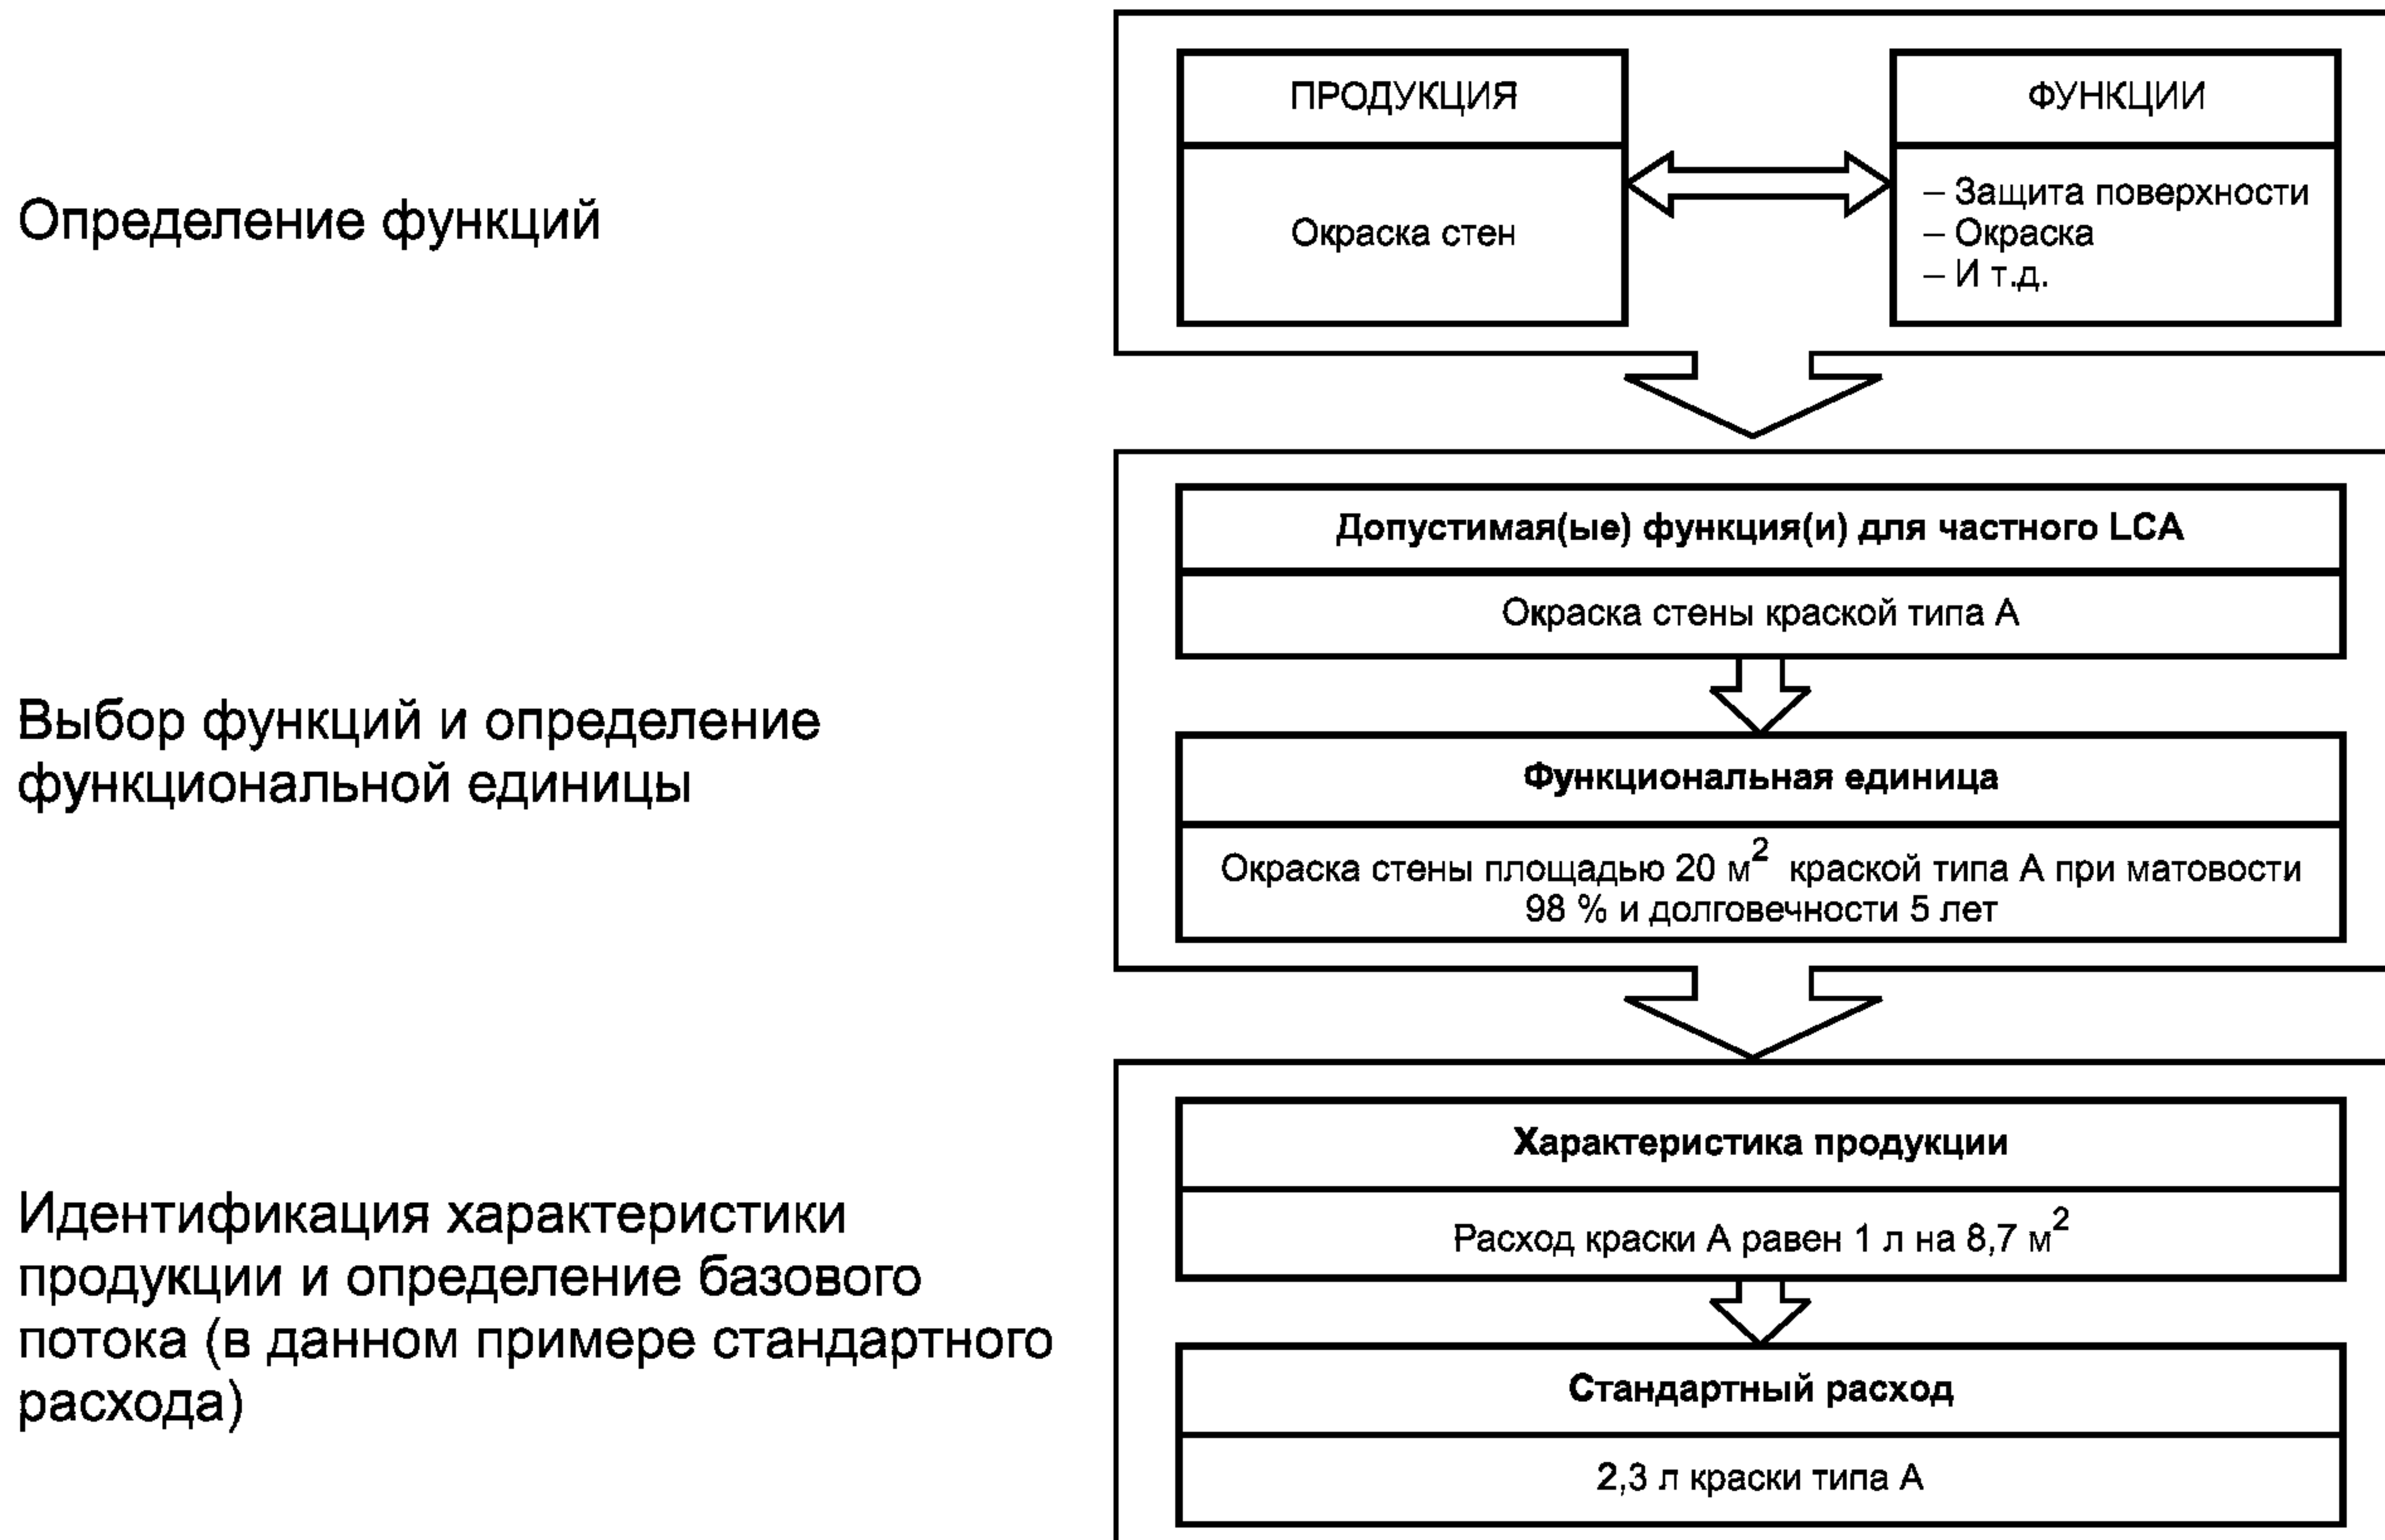 Определение функций
ПРОДУКЦИЯ
Окраска стен
ФУНКЦИИ
– Защита поверхности
– Окраска
– И т.д.
Выбор функций и определение
функциональной единицы
Допустимая(ые) функция(и) для частного LCA
Окраска стены краской типа А
Функциональная единица
Окраска стены площадью 20 м² краской типа А при матовости
98 % и долговечности 5 лет
Идентификация характеристики
продукции и определение базового
потока (в данном примере стандартного
расхода)
Характеристика продукции
Расход краски А равен 1 л на 8,7 м²
Стандартный расход
2,3 л краски типа А